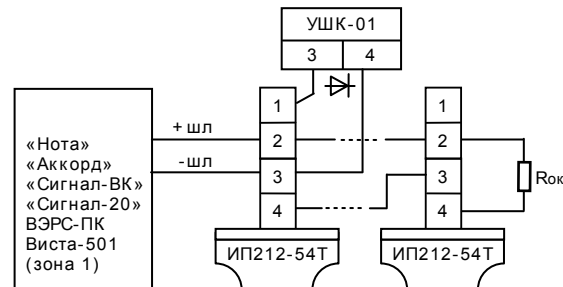 УШК-01
3 4
«Нота»
«Аккорд»
«Сигнал-ВК»
«Сигнал-20»
ВЭРС-ПК
Виста-501
(зона 1)
+шл
-шл
1
2
3
4
ИП212-54Т
1
2
3
4
ИП212-54Т
Rок